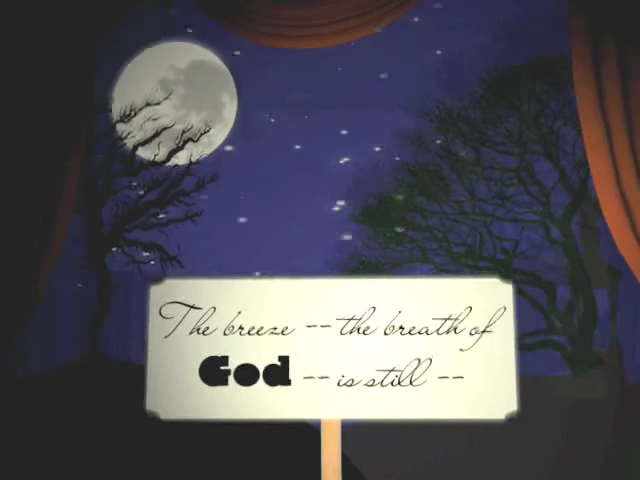 The breeze -- the breath of
God -- is still --